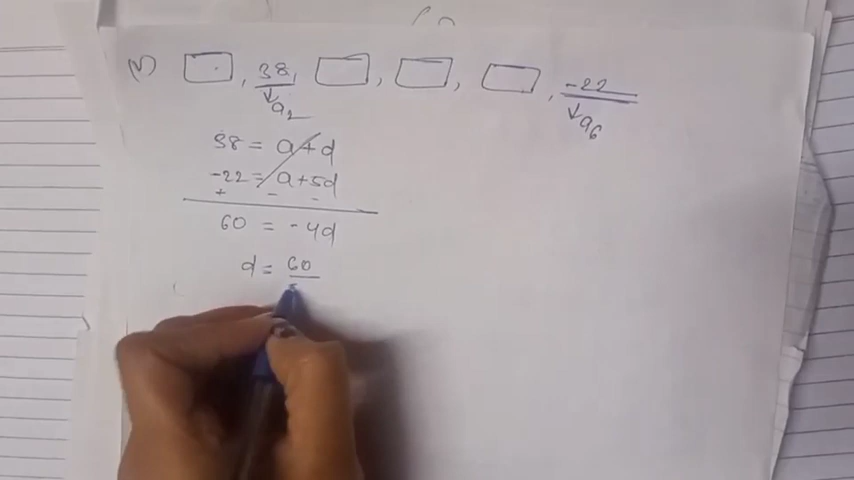 (v) □, 38, □, □, □, -22
↓a₂ ↓a₆
38 = a+d
-22 = a+5d
+ - -
60 = -4d
d = 60